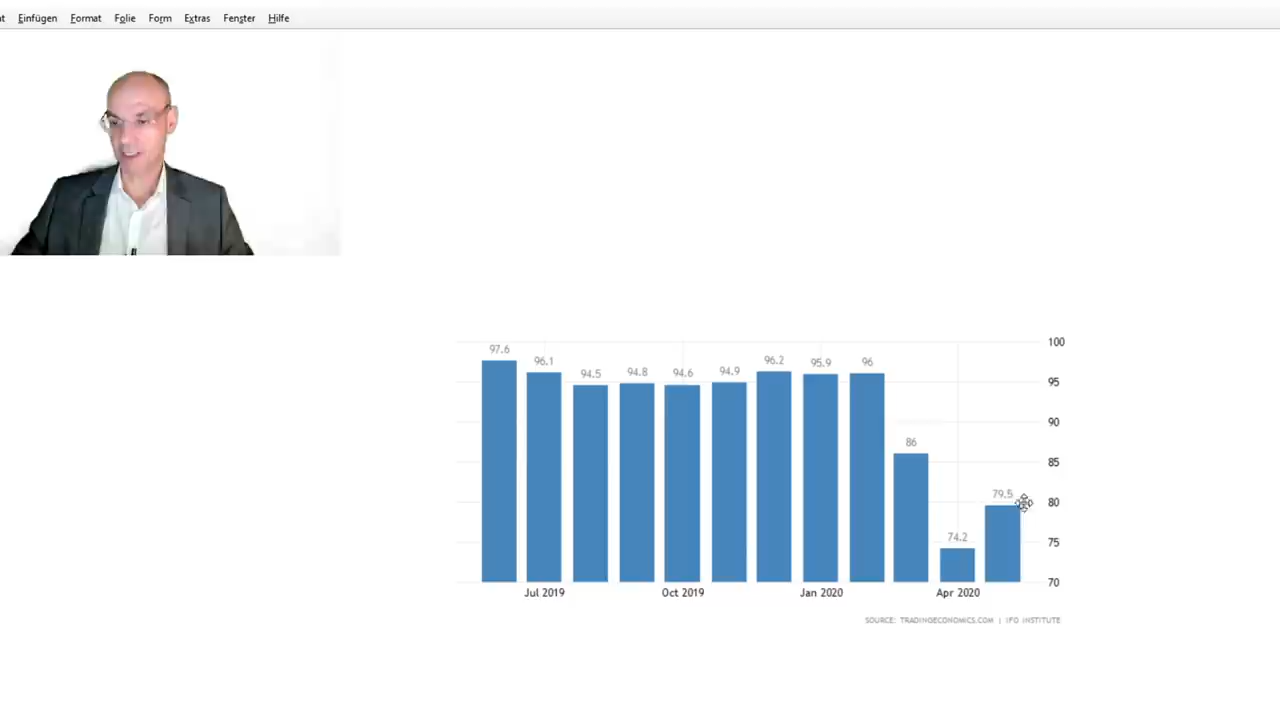 Einfügen Format Folie Form Extras Fenster Hilfe
97.6 96.1 94.5 94.8 94.6 94.9 96.2 95.9 96 86 74.2 79.5
100
95
90
85
80
75
70
Jul 2019 Oct 2019 Jan 2020 Apr 2020
SOURCE: TRADINGECONOMICS.COM | IFO INSTITUTE